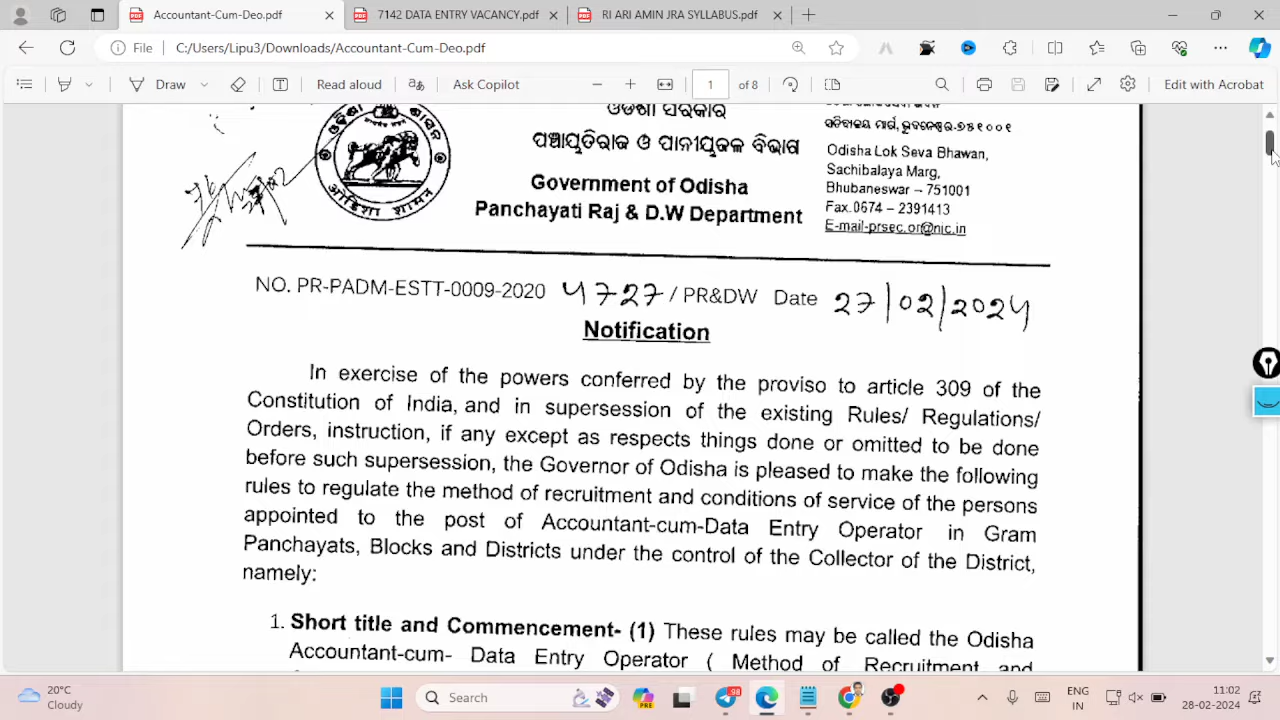 Accountant-Cum-Deo.pdf
7142 DATA ENTRY VACANCY.pdf
RI ARI AMIN JRA SYLLABUS.pdf
File
C:/Users/Lipu3/Downloads/Accountant-Cum-Deo.pdf
Draw
Read aloud
Ask Copilot
1
of 8
Edit with Acrobat
ଓଡିଶା ସରକାର
ପଞ୍ଚାୟତିରାଜ ଓ ପାନୀୟଜଳ ବିଭାଗ
Government of Odisha
Panchayati Raj & D.W Department
ସଚିବାଳୟ ମାର୍ଗ, ଭୁବନେଶ୍ୱର-୭୫୧୦୦୧
Odisha Lok Seva Bhawan,
Sachibalaya Marg,
Bhubaneswar – 751001
Fax.0674 – 2391413
E-mail-prsec.or@nic.in
NO. PR-PADM-ESTT-0009-2020 4727 / PR&DW Date 27/02/2024
Notification
In exercise of the powers conferred by the proviso to article 309 of the
Constitution of India, and in supersession of the existing Rules/ Regulations/
Orders, instruction, if any except as respects things done or omitted to be done
before such supersession, the Governor of Odisha is pleased to make the following
rules to regulate the method of recruitment and conditions of service of the persons
appointed to the post of Accountant-cum-Data Entry Operator in Gram
Panchayats, Blocks and Districts under the control of the Collector of the District,
namely:
1. Short title and Commencement- (1) These rules may be called the Odisha
Accountant-cum- Data Entry Operator ( Method of Recruitment and
20°C
Cloudy
Search
PRE
98
ENG
IN
11:02
28-02-2024